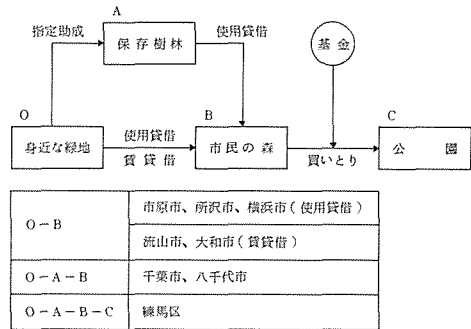 A
指定助成
保存樹林
使用貸借
基金
O
B
C
身近な緑地
使用貸借
賃貸借
市民の森
買いとり
公園
O－B
市原市、所沢市、横浜市(使用貸借)
流山市、大和市(賃貸借)
O－A－B
千葉市、八千代市
O－A－B－C
練馬区